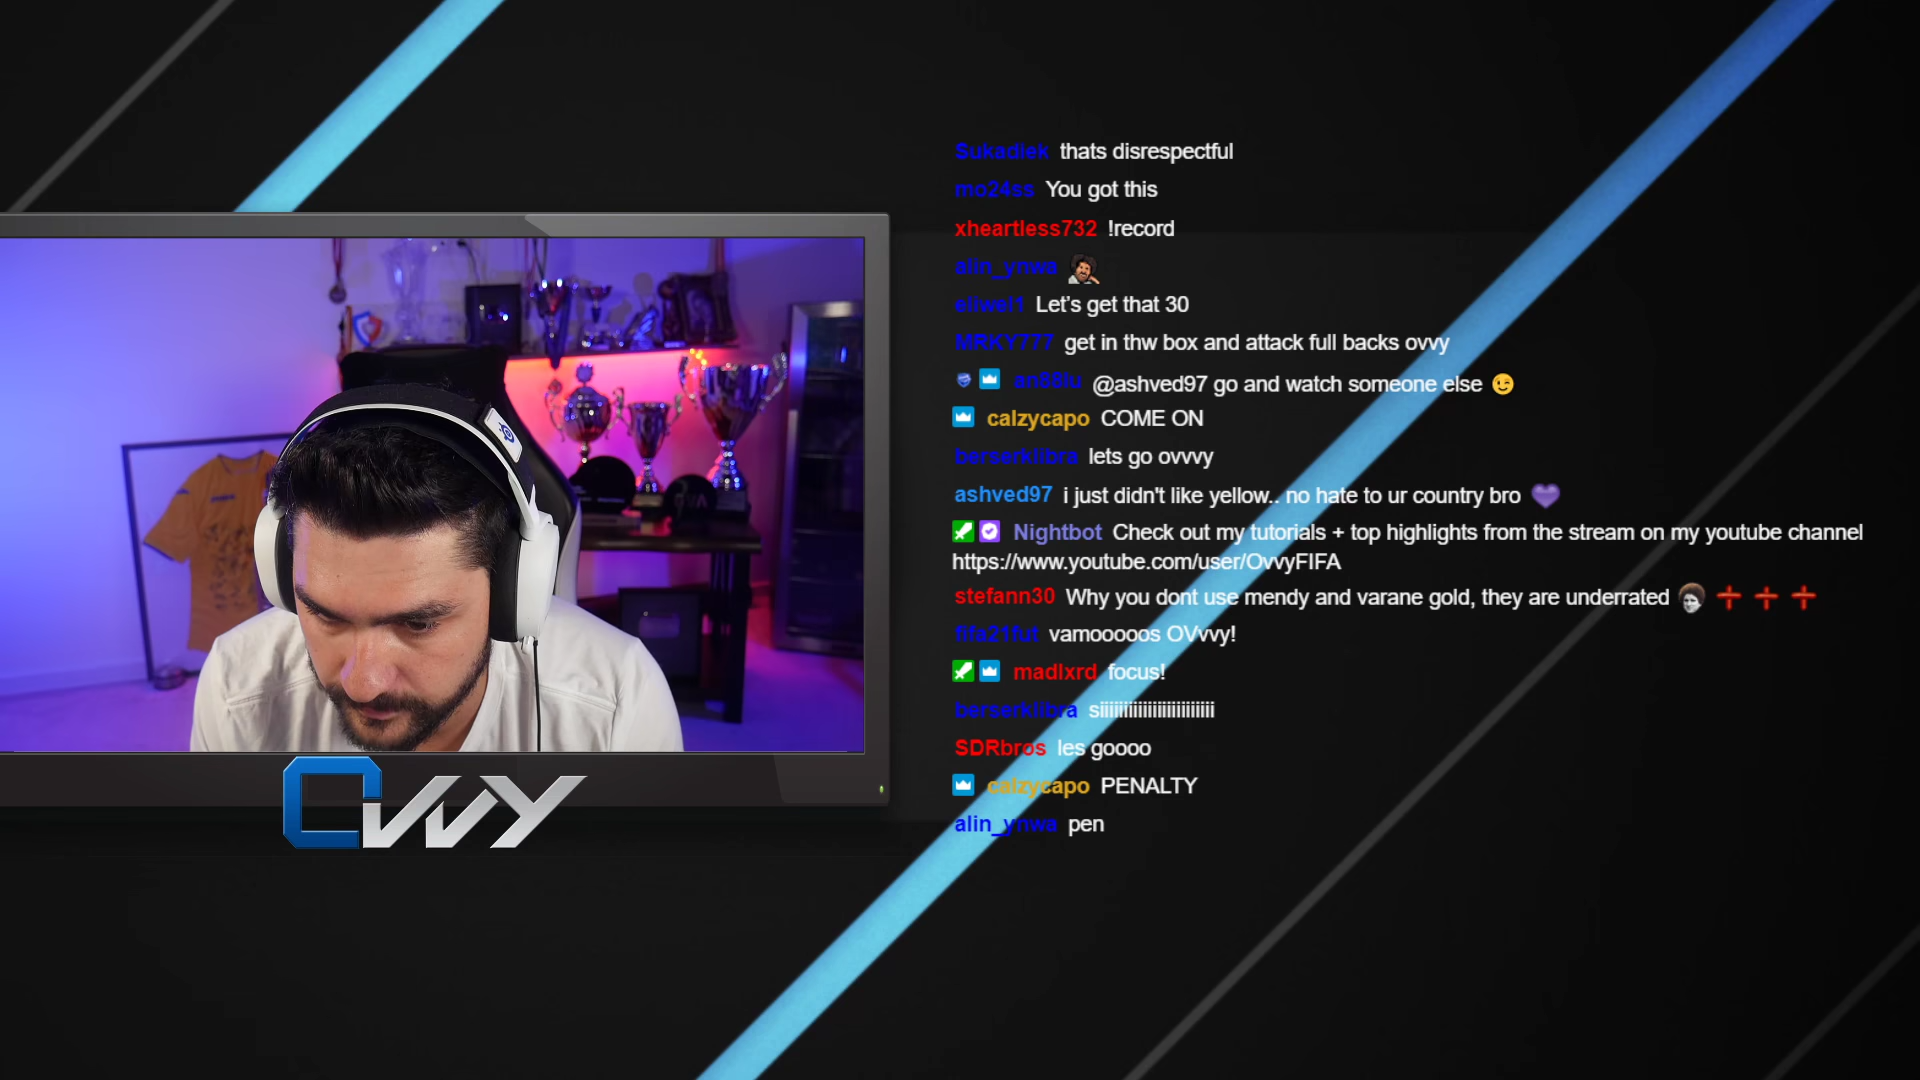 Sukadiek thats disrespectful
mo24ss You got this
xheartless732 !record
alin_ynwa
eliwel1 Let's get that 30
MRKY777 get in thw box and attack full backs ovvy
an88fu @ashved97 go and watch someone else 😉
calzycapo COME ON
berserklibra lets go ovvvy
ashved97 i just didn't like yellow.. no hate to ur country bro 💜
Nightbot Check out my tutorials + top highlights from the stream on my youtube channel
https://www.youtube.com/user/OvvyFIFA
stefann30 Why you dont use mendy and varane gold, they are underrated
fifa21fut vamooooos OVvvy!
madlxrd focus!
berserklibra siiiiiiiiiiiiiiiiiiiiiii
SDRbros les goooo
calzycapo PENALTY
alin_ynwa pen
OVVY